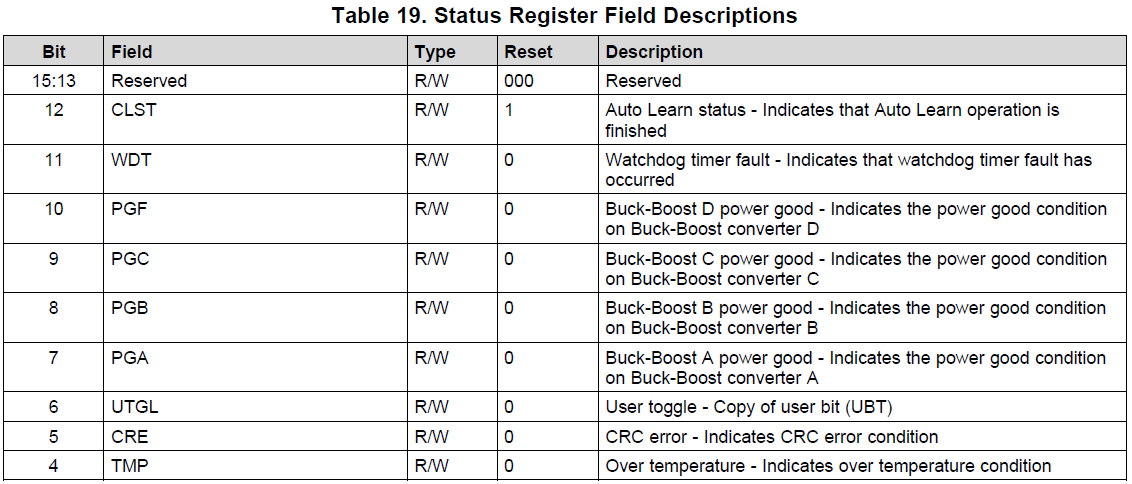 Table 19. Status Register Field Descriptions
Bit Field Type Reset Description
15:13 Reserved R/W 000 Reserved
12 CLST R/W 1 Auto Learn status - Indicates that Auto Learn operation is
finished
11 WDT R/W 0 Watchdog timer fault - Indicates that watchdog timer fault has
occurred
10 PGF R/W 0 Buck-Boost D power good - Indicates the power good condition
on Buck-Boost converter D
9 PGC R/W 0 Buck-Boost C power good - Indicates the power good condition
on Buck-Boost converter C
8 PGB R/W 0 Buck-Boost B power good - Indicates the power good condition
on Buck-Boost converter B
7 PGA R/W 0 Buck-Boost A power good - Indicates the power good condition
on Buck-Boost converter A
6 UTGL R/W 0 User toggle - Copy of user bit (UBT)
5 CRE R/W 0 CRC error - Indicates CRC error condition
4 TMP R/W 0 Over temperature - Indicates over temperature condition